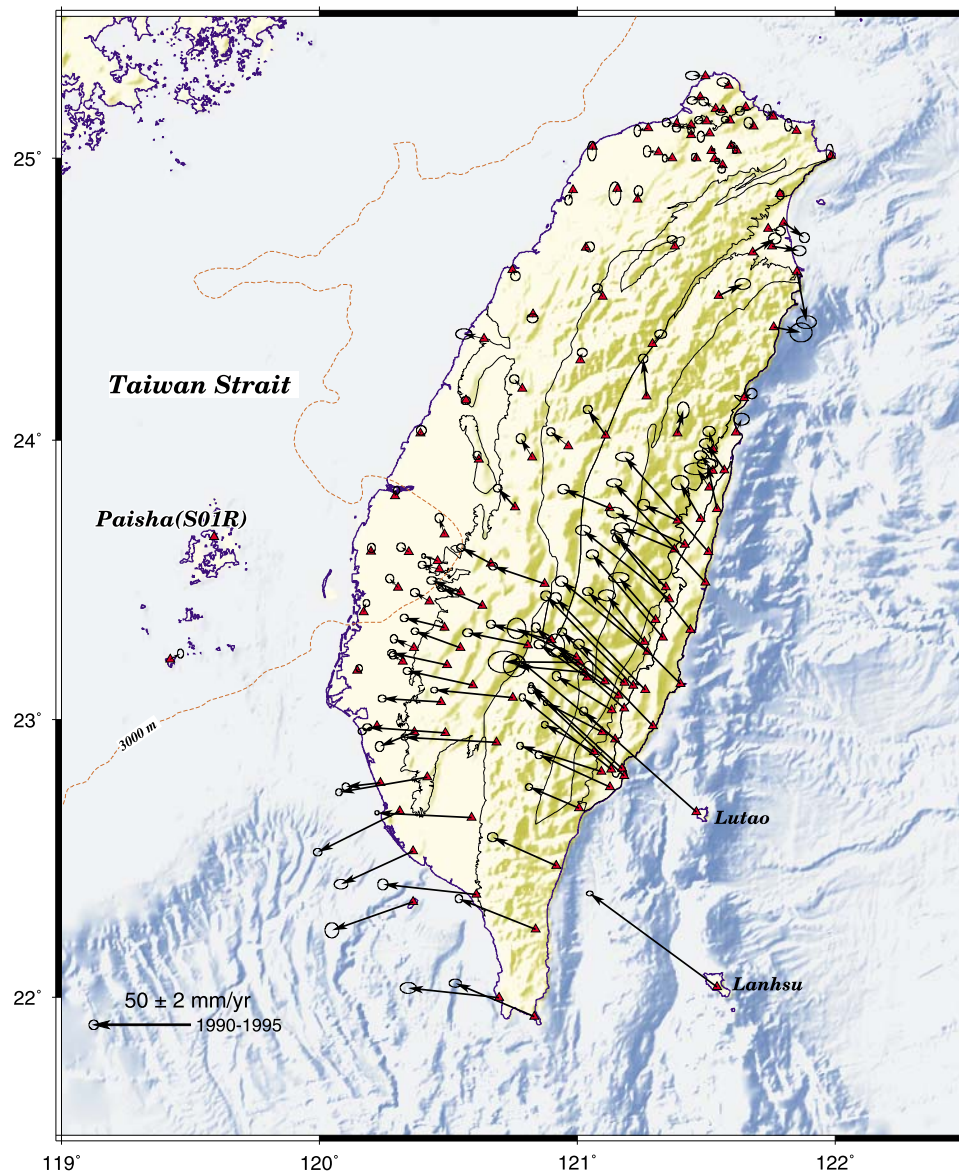 25°
24°
23°
22°
Taiwan Strait
Paisha(S01R)
3000 m
Lutao
Lanhsu
50 ± 2 mm/yr
1990-1995
119°
120°
121°
122°